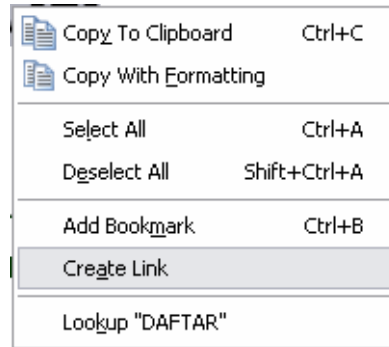 Copy To Clipboard Ctrl+C
Copy With Formatting
Select All Ctrl+A
Deselect All Shift+Ctrl+A
Add Bookmark Ctrl+B
Create Link
Lookup "DAFTAR"